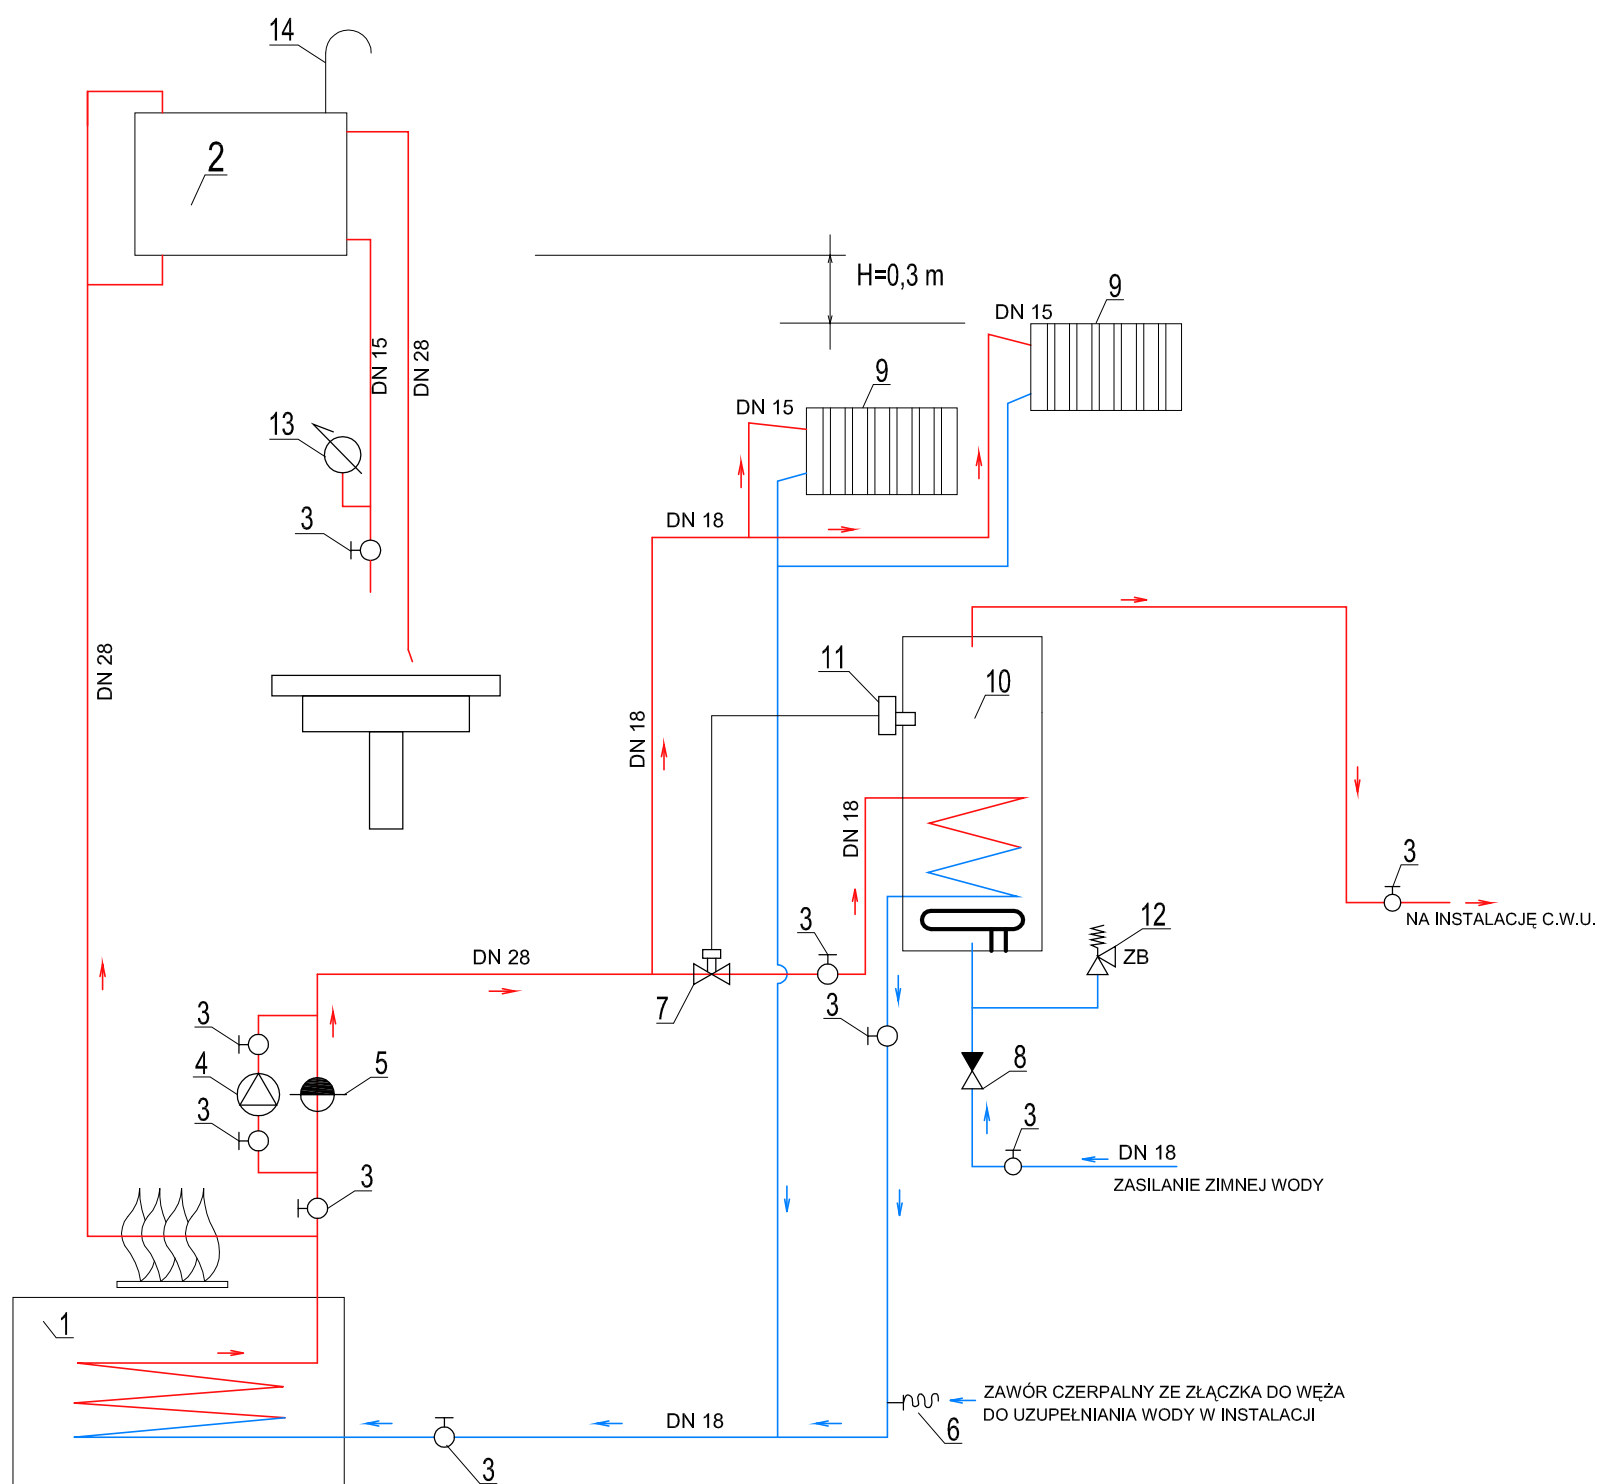 14
2
H=0,3 m
9
DN 15
DN 15
DN 28
9
DN 15
13
3
DN 18
DN 28
11
10
DN 18
DN 18
3
NA INSTALACJĘ C.W.U.
3
12
ZB
DN 28
7
3
3
4
5
8
3
3
DN 18
ZASILANIE ZIMNEJ WODY
3
1
ZAWÓR CZERPALNY ZE ZŁĄCZKA DO WĘŻA
DO UZUPEŁNIANIA WODY W INSTALACJI
DN 18
6
3